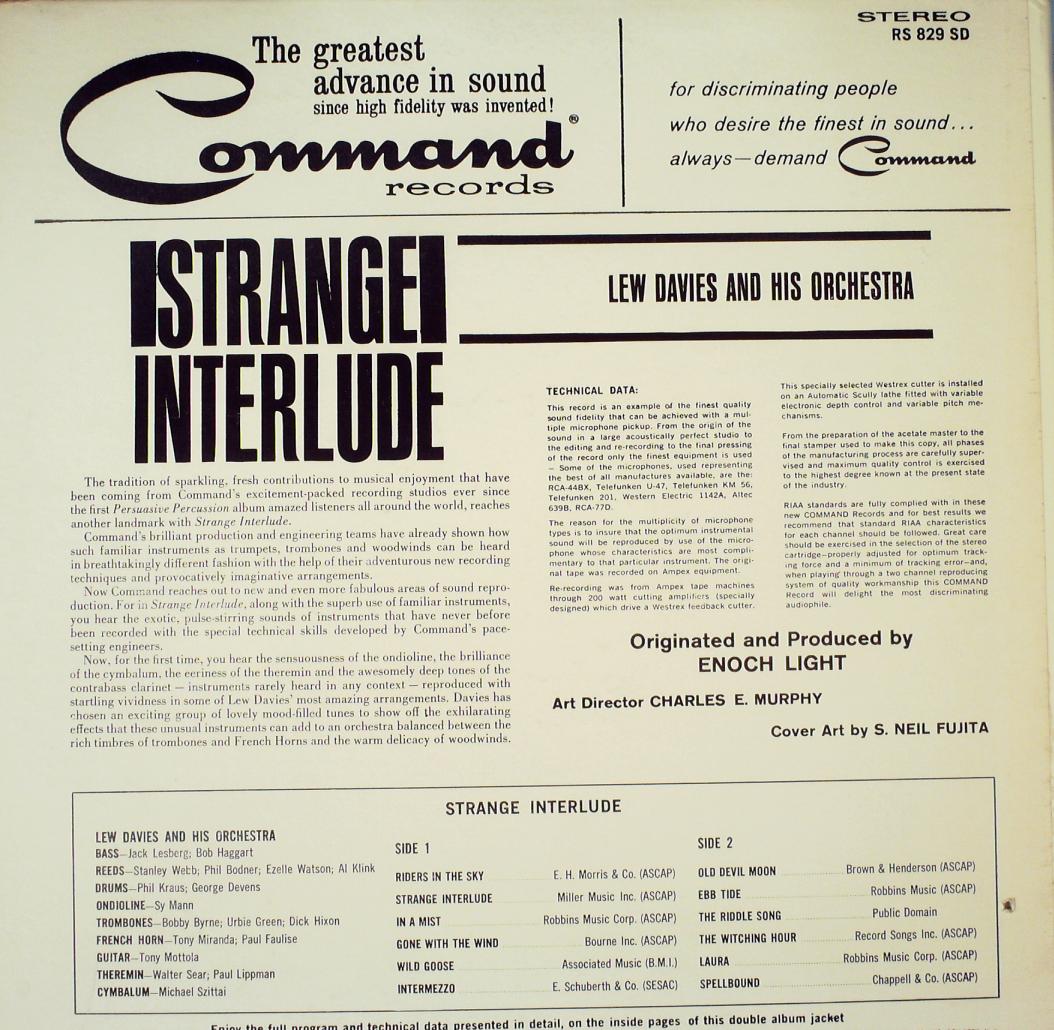 The greatest
advance in sound
since high fidelity was invented!
Command®
records
STEREO
RS 829 SD
for discriminating people
who desire the finest in sound...
always—demand Command
STRANGE
INTERLUDE
LEW DAVIES AND HIS ORCHESTRA
The tradition of sparkling, fresh contributions to musical enjoyment that have
been coming from Command's excitement-packed recording studios ever since
the first Persuasive Percussion album amazed listeners all around the world, reaches
another landmark with Strange Interlude.
Command's brilliant production and engineering teams have already shown how
such familiar instruments as trumpets, trombones and woodwinds can be heard
in breathtakingly different fashion with the help of their adventurous new recording
techniques and provocatively imaginative arrangements.
Now Command reaches out to new and even more fabulous areas of sound repro-
duction. For in Strange Interlude, along with the superb use of familiar instruments,
you hear the exotic, pulse-stirring sounds of instruments that have never before
been recorded with the special technical skills developed by Command's pace-
setting engineers.
Now, for the first time, you hear the sensuousness of the ondioline, the brilliance
of the cymbalum, the eeriness of the theremin and the awesomely deep tones of the
contrabass clarinet — instruments rarely heard in any context — reproduced with
startling vividness in some of Lew Davies' most amazing arrangements. Davies has
chosen an exciting group of lovely mood-filled tunes to show off the exhilarating
effects that these unusual instruments can add to an orchestra balanced between the
rich timbres of trombones and French Horns and the warm delicacy of woodwinds.
TECHNICAL DATA:
This record is an example of the finest quality
sound fidelity that can be achieved with a mul-
tiple microphone pickup. From the origin of the
sound in a large acoustically perfect studio to
the editing and re-recording to the final pressing
of the record only the finest equipment is used
— Some of the microphones, used representing
the best of all manufactures available, are the:
RCA-44BX, Telefunken U-47, Telefunken KM 56,
Telefunken 201, Western Electric 1142A, Altec
639B, RCA-77D.
The reason for the multiplicity of microphone
types is to insure that the optimum instrumental
sound will be reproduced by use of the micro-
phone whose characteristics are most compli-
mentary to that particular instrument. The origi-
nal tape was recorded on Ampex equipment.
Re-recording was from Ampex tape machines
through 200 watt cutting amplifiers (specially
designed) which drive a Westrex feedback cutter.
This specially selected Westrex cutter is installed
on an Automatic Scully lathe fitted with variable
electronic depth control and variable pitch me-
chanisms.
From the preparation of the acetate master to the
final stamper used to make this copy, all phases
of the manufacturing process are carefully super-
vised and maximum quality control is exercised
to the highest degree known at the present state
of the industry.
RIAA standards are fully complied with in these
new COMMAND Records and for best results we
recommend that standard RIAA characteristics
for each channel should be followed. Great care
should be exercised in the selection of the stereo
cartridge—properly adjusted for optimum track-
ing force and a minimum of tracking error—and,
when playing through a two channel reproducing
system of quality workmanship this COMMAND
Record will delight the most discriminating
audiophile.
Originated and Produced by
ENOCH LIGHT
Art Director CHARLES E. MURPHY
Cover Art by S. NEIL FUJITA
STRANGE INTERLUDE
LEW DAVIES AND HIS ORCHESTRA
BASS—Jack Lesberg; Bob Haggart
REEDS—Stanley Webb; Phil Bodner; Ezelle Watson; Al Klink
DRUMS—Phil Kraus; George Devens
ONDIOLINE—Sy Mann
TROMBONES—Bobby Byrne; Urbie Green; Dick Hixon
FRENCH HORN—Tony Miranda; Paul Faulise
GUITAR—Tony Mottola
THEREMIN—Walter Sear; Paul Lippman
CYMBALUM—Michael Szittai
SIDE 1
RIDERS IN THE SKY E. H. Morris & Co. (ASCAP)
STRANGE INTERLUDE Miller Music Inc. (ASCAP)
IN A MIST Robbins Music Corp. (ASCAP)
GONE WITH THE WIND Bourne Inc. (ASCAP)
WILD GOOSE Associated Music (B.M.I.)
INTERMEZZO E. Schuberth & Co. (SESAC)
SIDE 2
OLD DEVIL MOON Brown & Henderson (ASCAP)
EBB TIDE Robbins Music (ASCAP)
THE RIDDLE SONG Public Domain
THE WITCHING HOUR Record Songs Inc. (ASCAP)
LAURA Robbins Music Corp. (ASCAP)
SPELLBOUND Chappell & Co. (ASCAP)
Enjoy the full program and technical data presented in detail, on the inside pages of this double album jacket